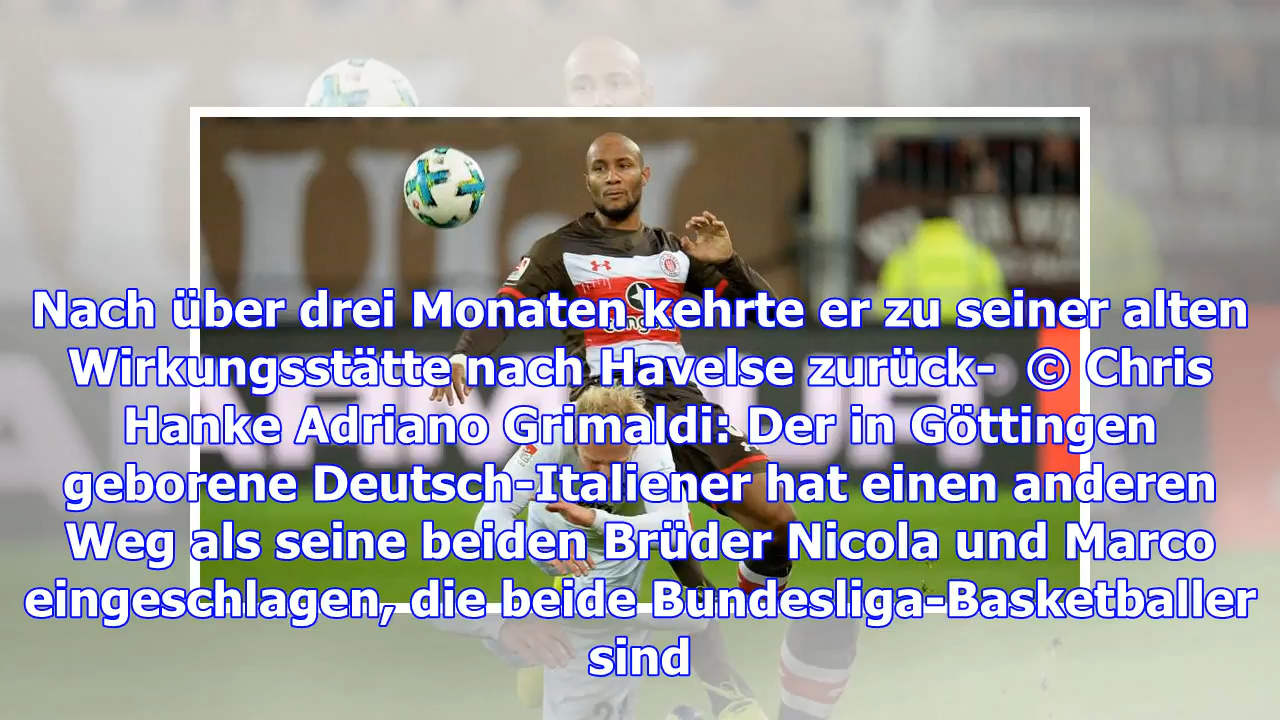 Nach über drei Monaten kehrte er zu seiner alten
Wirkungsstätte nach Havelse zurück-  © Chris
Hanke Adriano Grimaldi: Der in Göttingen
geborene Deutsch-Italiener hat einen anderen
Weg als seine beiden Brüder Nicola und Marco
eingeschlagen, die beide Bundesliga-Basketballer
sind